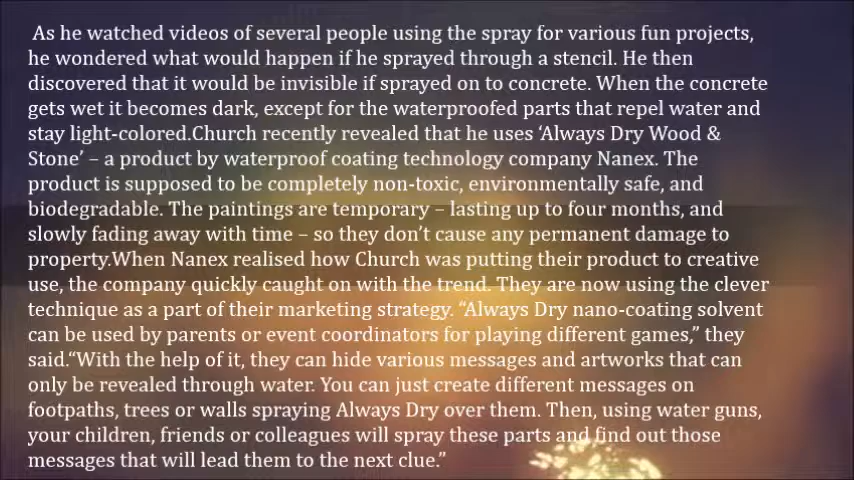 As he watched videos of several people using the spray for various fun projects,
he wondered what would happen if he sprayed through a stencil. He then
discovered that it would be invisible if sprayed on to concrete. When the concrete
gets wet it becomes dark, except for the waterproofed parts that repel water and
stay light-colored.Church recently revealed that he uses ‘Always Dry Wood &
Stone’ – a product by waterproof coating technology company Nanex. The
product is supposed to be completely non-toxic, environmentally safe, and
biodegradable. The paintings are temporary – lasting up to four months, and
slowly fading away with time – so they don’t cause any permanent damage to
property.When Nanex realised how Church was putting their product to creative
use, the company quickly caught on with the trend. They are now using the clever
technique as a part of their marketing strategy. “Always Dry nano-coating solvent
can be used by parents or event coordinators for playing different games,” they
said.“With the help of it, they can hide various messages and artworks that can
only be revealed through water. You can just create different messages on
footpaths, trees or walls spraying Always Dry over them. Then, using water guns,
your children, friends or colleagues will spray these parts and find out those
messages that will lead them to the next clue.”